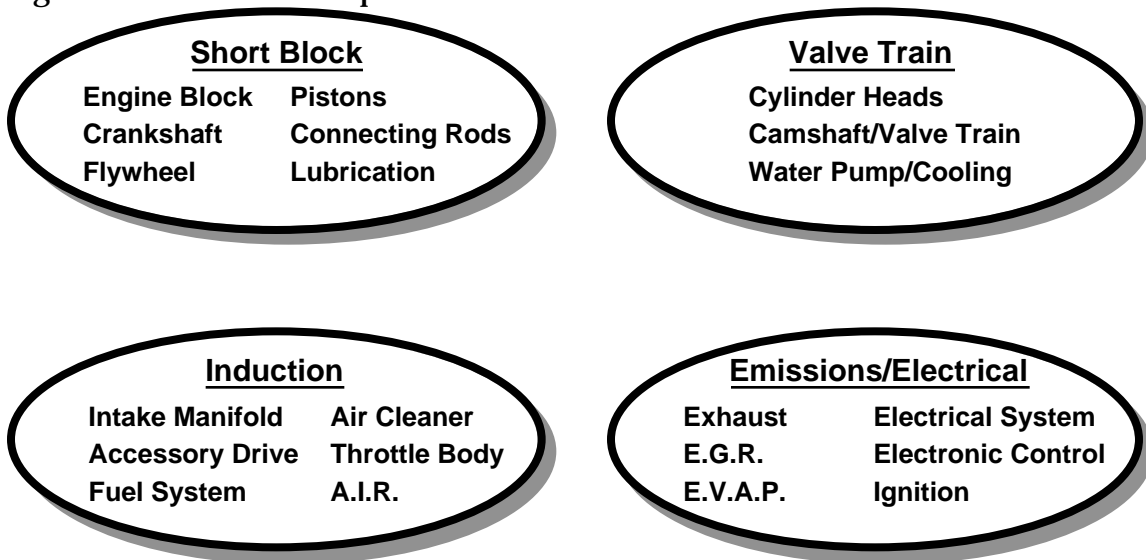 Short Block
Engine Block Pistons
Crankshaft Connecting Rods
Flywheel Lubrication
Valve Train
Cylinder Heads
Camshaft/Valve Train
Water Pump/Cooling
Induction
Intake Manifold Air Cleaner
Accessory Drive Throttle Body
Fuel System A.I.R.
Emissions/Electrical
Exhaust Electrical System
E.G.R. Electronic Control
E.V.A.P. Ignition